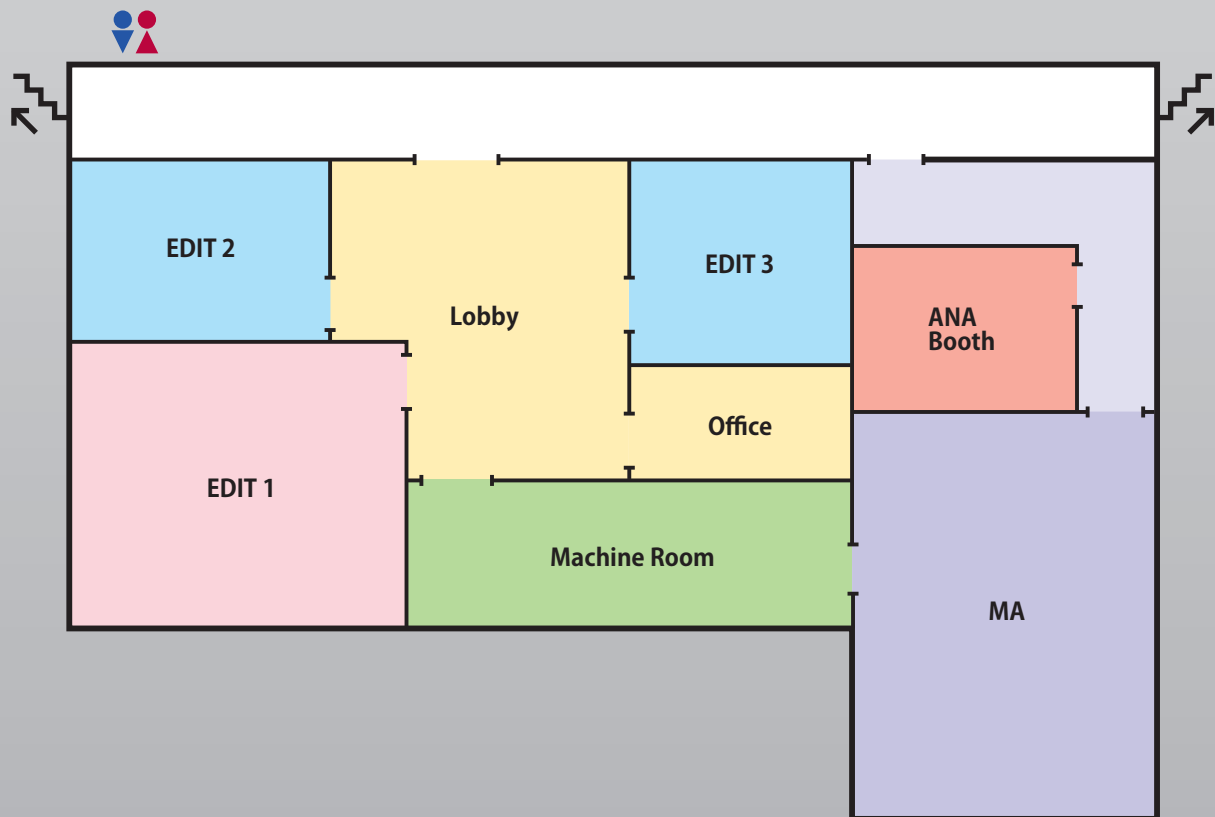 EDIT 2
EDIT 3
Lobby
ANA
Booth
Office
EDIT 1
Machine Room
MA